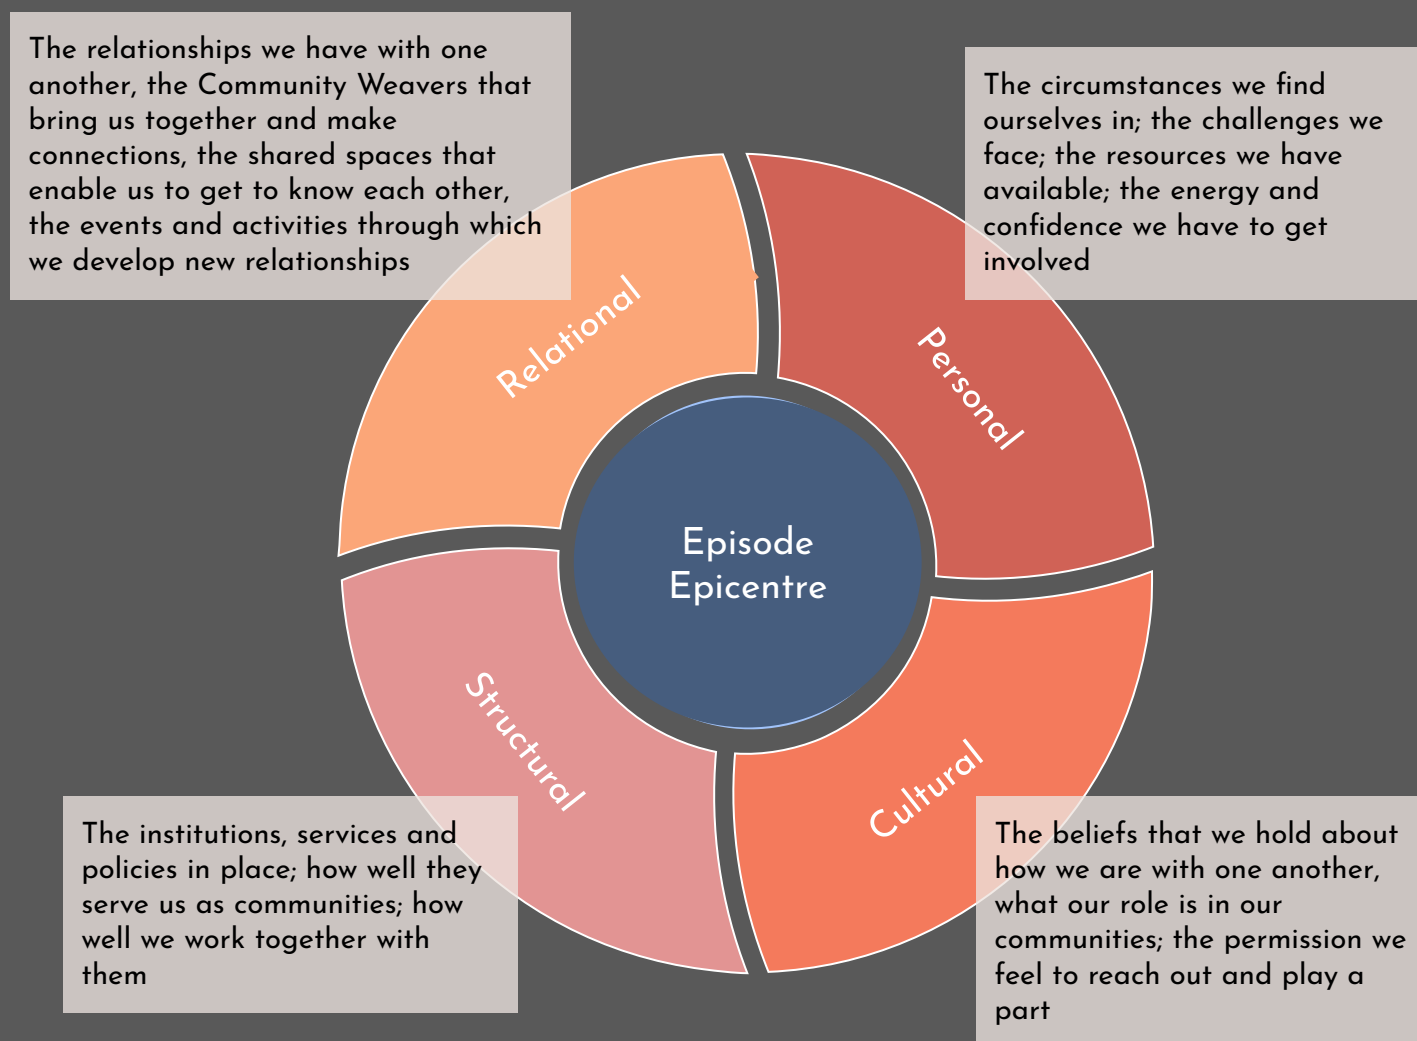 The relationships we have with one
another, the Community Weavers that
bring us together and make
connections, the shared spaces that
enable us to get to know each other,
the events and activities through which
we develop new relationships
The circumstances we find
ourselves in; the challenges we
face; the resources we have
available; the energy and
confidence we have to get
involved
Relational
Personal
Episode
Epicentre
Structural
Cultural
The institutions, services and
policies in place; how well they
serve us as communities; how
well we work together with
them
The beliefs that we hold about
how we are with one another,
what our role is in our
communities; the permission we
feel to reach out and play a
part